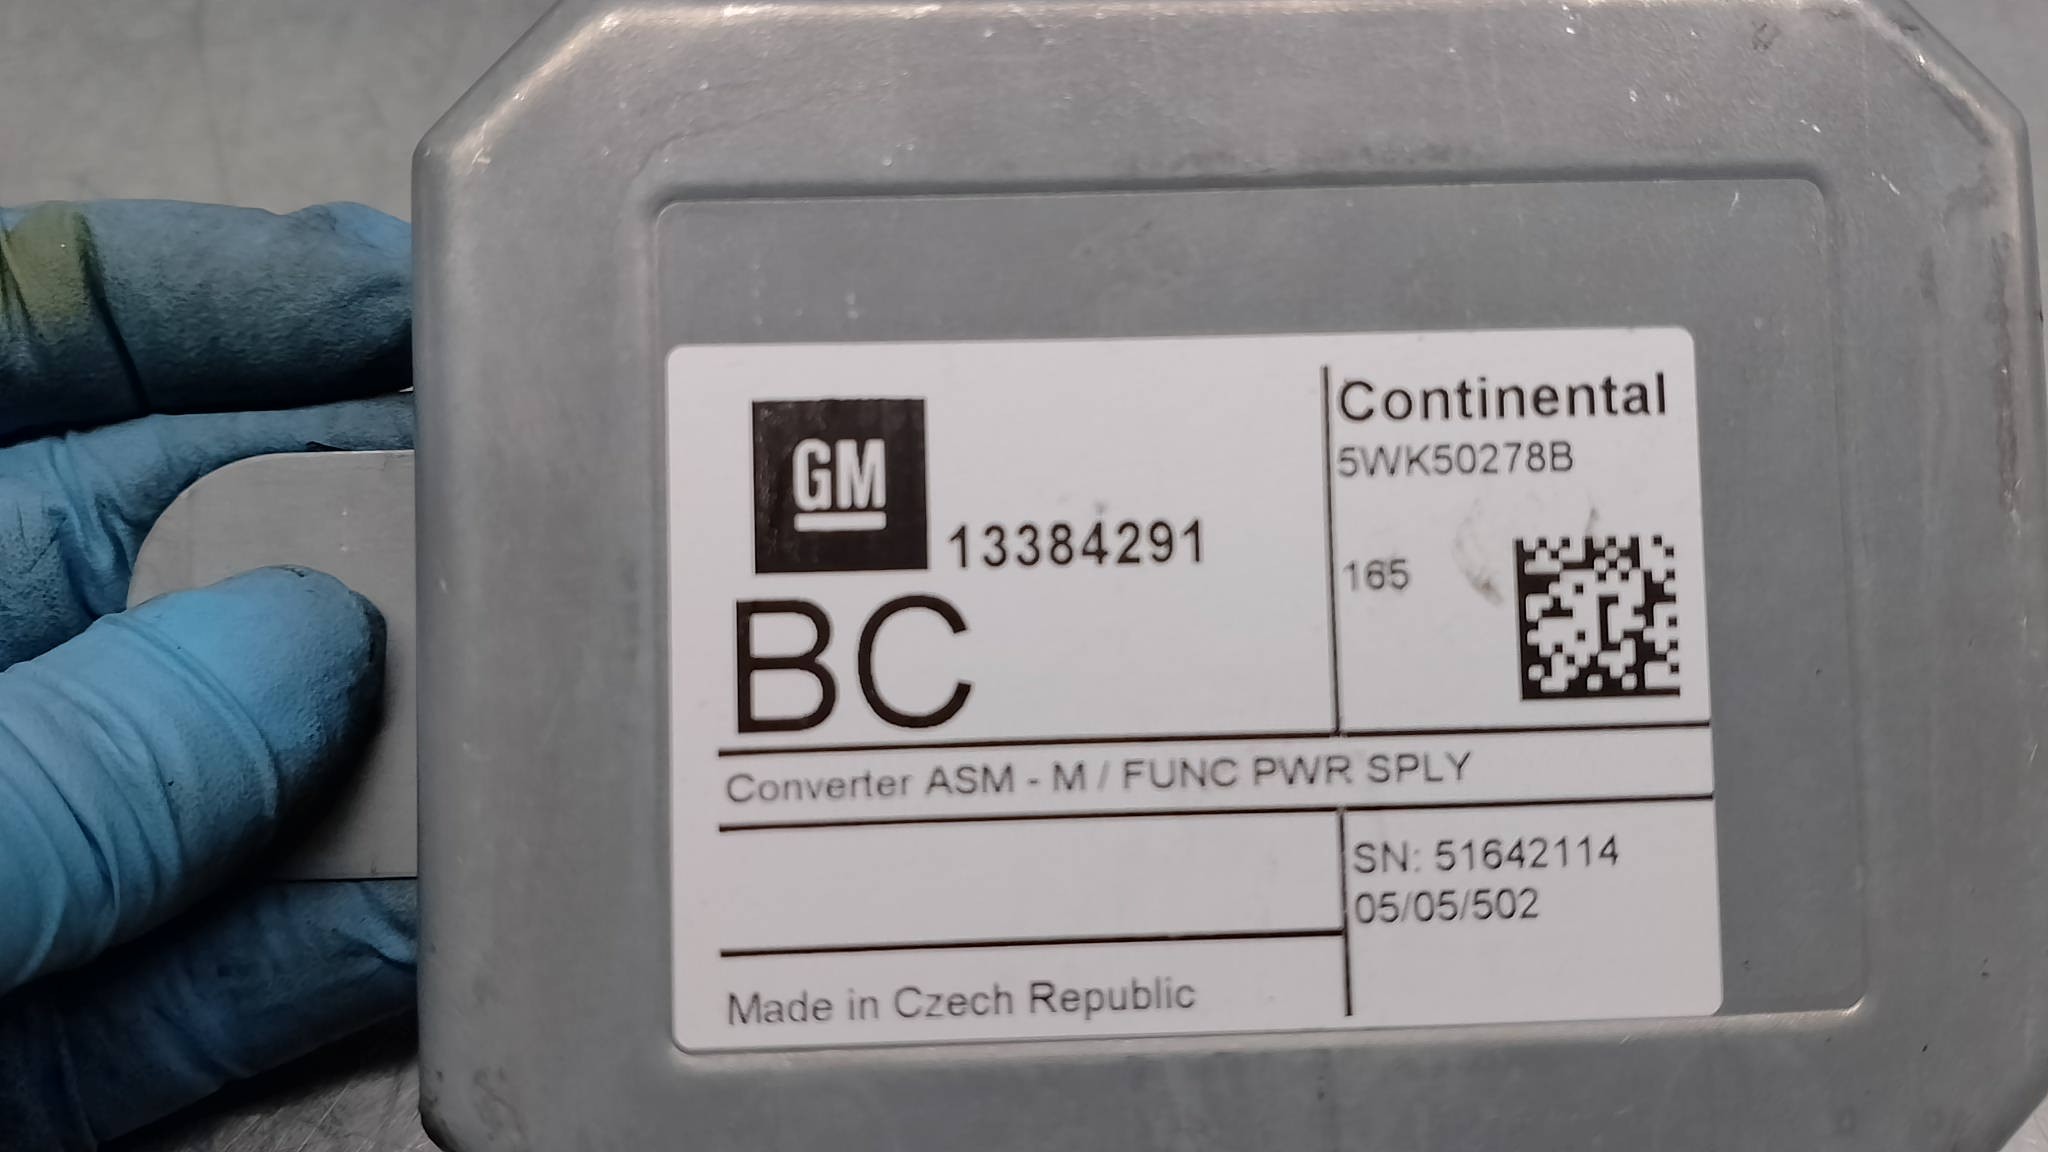 GM
13384291
BC
Continental
5WK50278B
165
Converter ASM - M / FUNC PWR SPLY
SN: 51642114
05/05/502
Made in Czech Republic